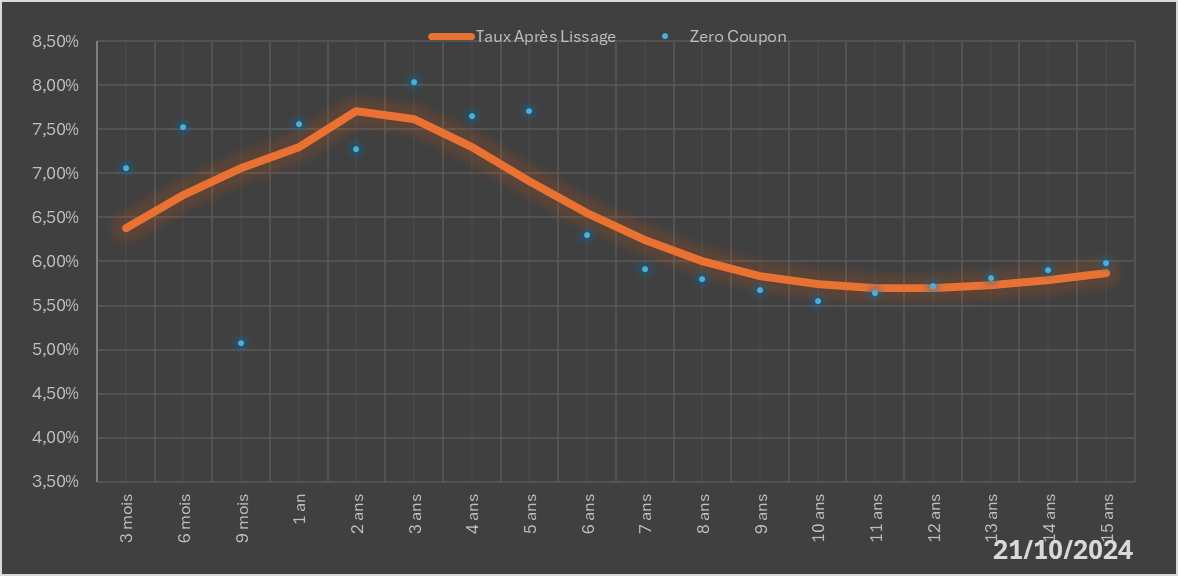 Taux Après Lissage
Zero Coupon
8,50%
8,00%
7,50%
7,00%
6,50%
6,00%
5,50%
5,00%
4,50%
4,00%
3,50%
3 mois
6 mois
9 mois
1 an
2 ans
3 ans
4 ans
5 ans
6 ans
7 ans
8 ans
9 ans
10 ans
11 ans
12 ans
13 ans
14 ans
15 ans
21/10/2024